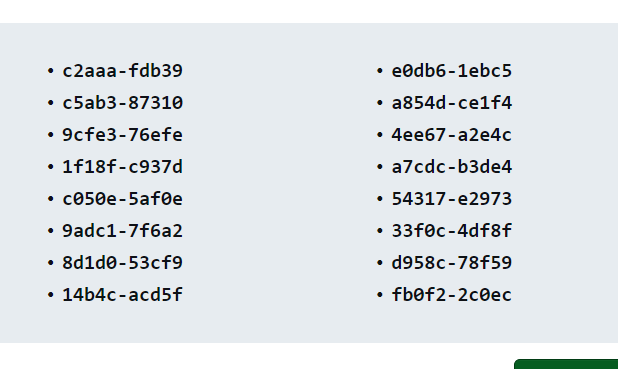 • c2aaa-fdb39
• c5ab3-87310
• 9cfe3-76efe
• 1f18f-c937d
• c050e-5af0e
• 9adc1-7f6a2
• 8d1d0-53cf9
• 14b4c-acd5f
• e0db6-1ebc5
• a854d-ce1f4
• 4ee67-a2e4c
• a7cdc-b3de4
• 54317-e2973
• 33f0c-4df8f
• d958c-78f59
• fb0f2-2c0ec